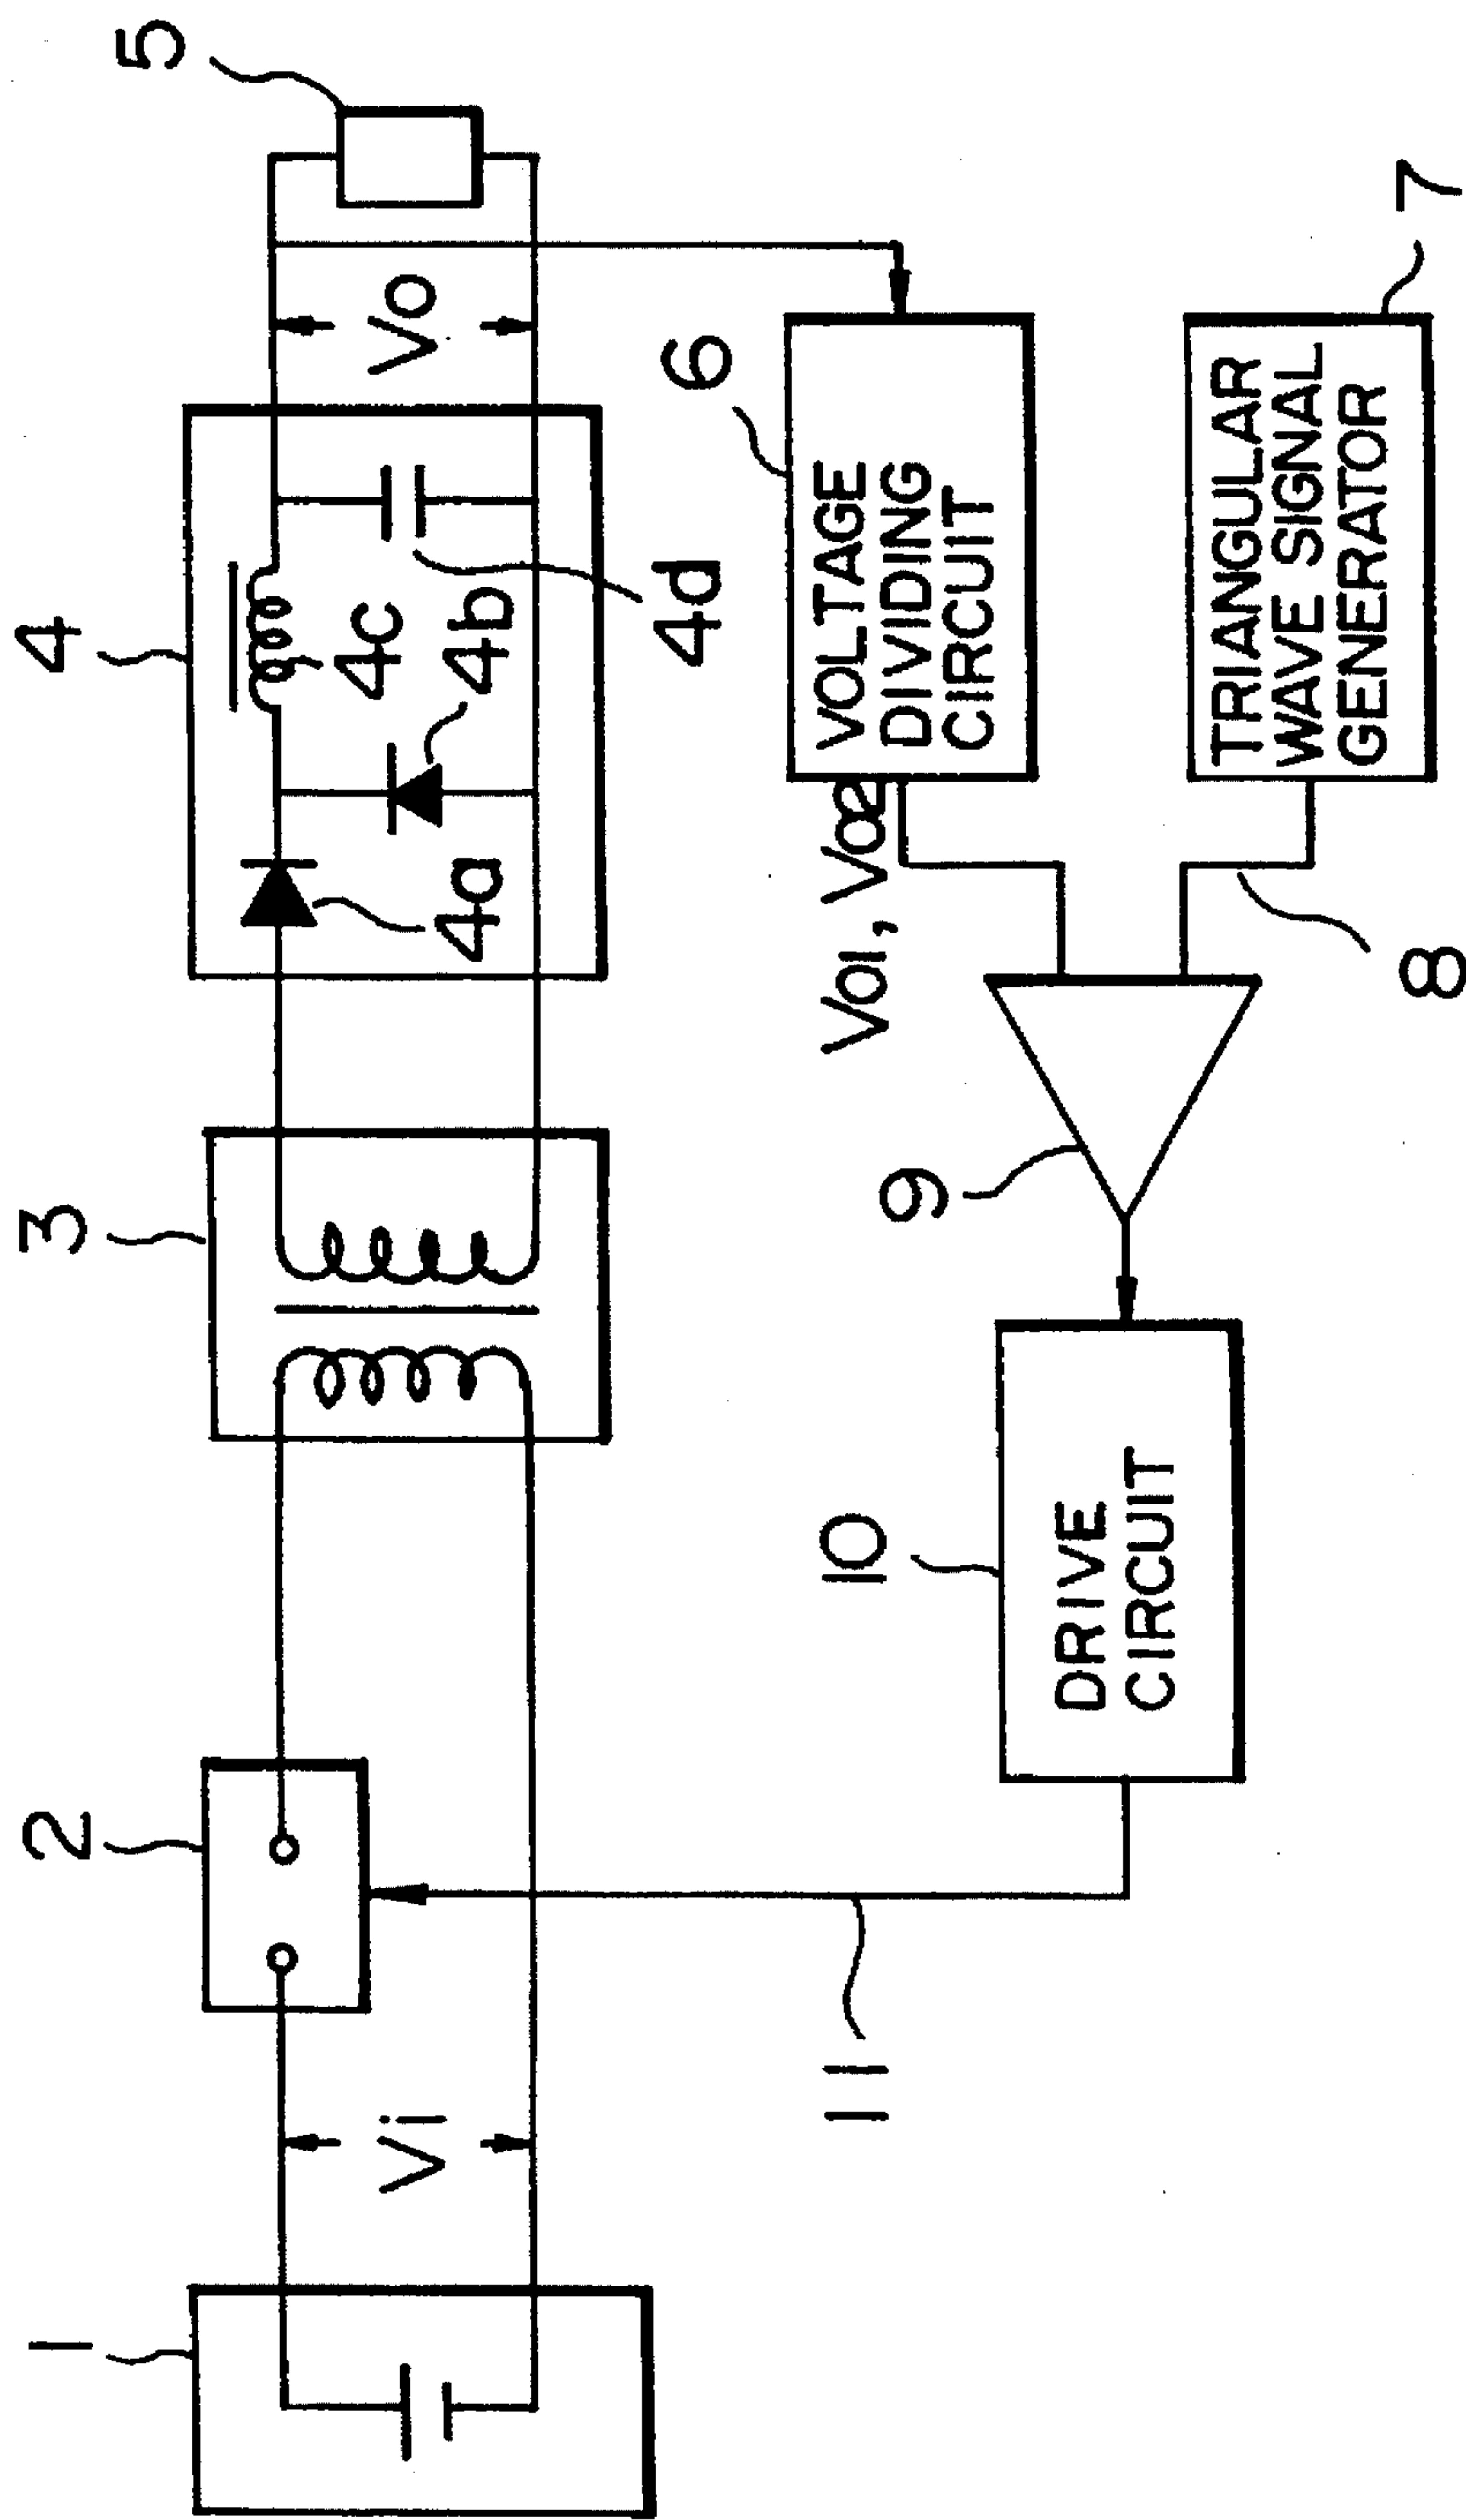 1
2
3
4
5
Vi
Vo
4a
4b
4c
4d
6
VOLTAGE
DIVIDING
CIRCUIT
Vo1, Vo2
7
TRIANGULAR
WAVE SIGNAL
GENERATOR
8
9
10
DRIVE
CIRCUIT
11